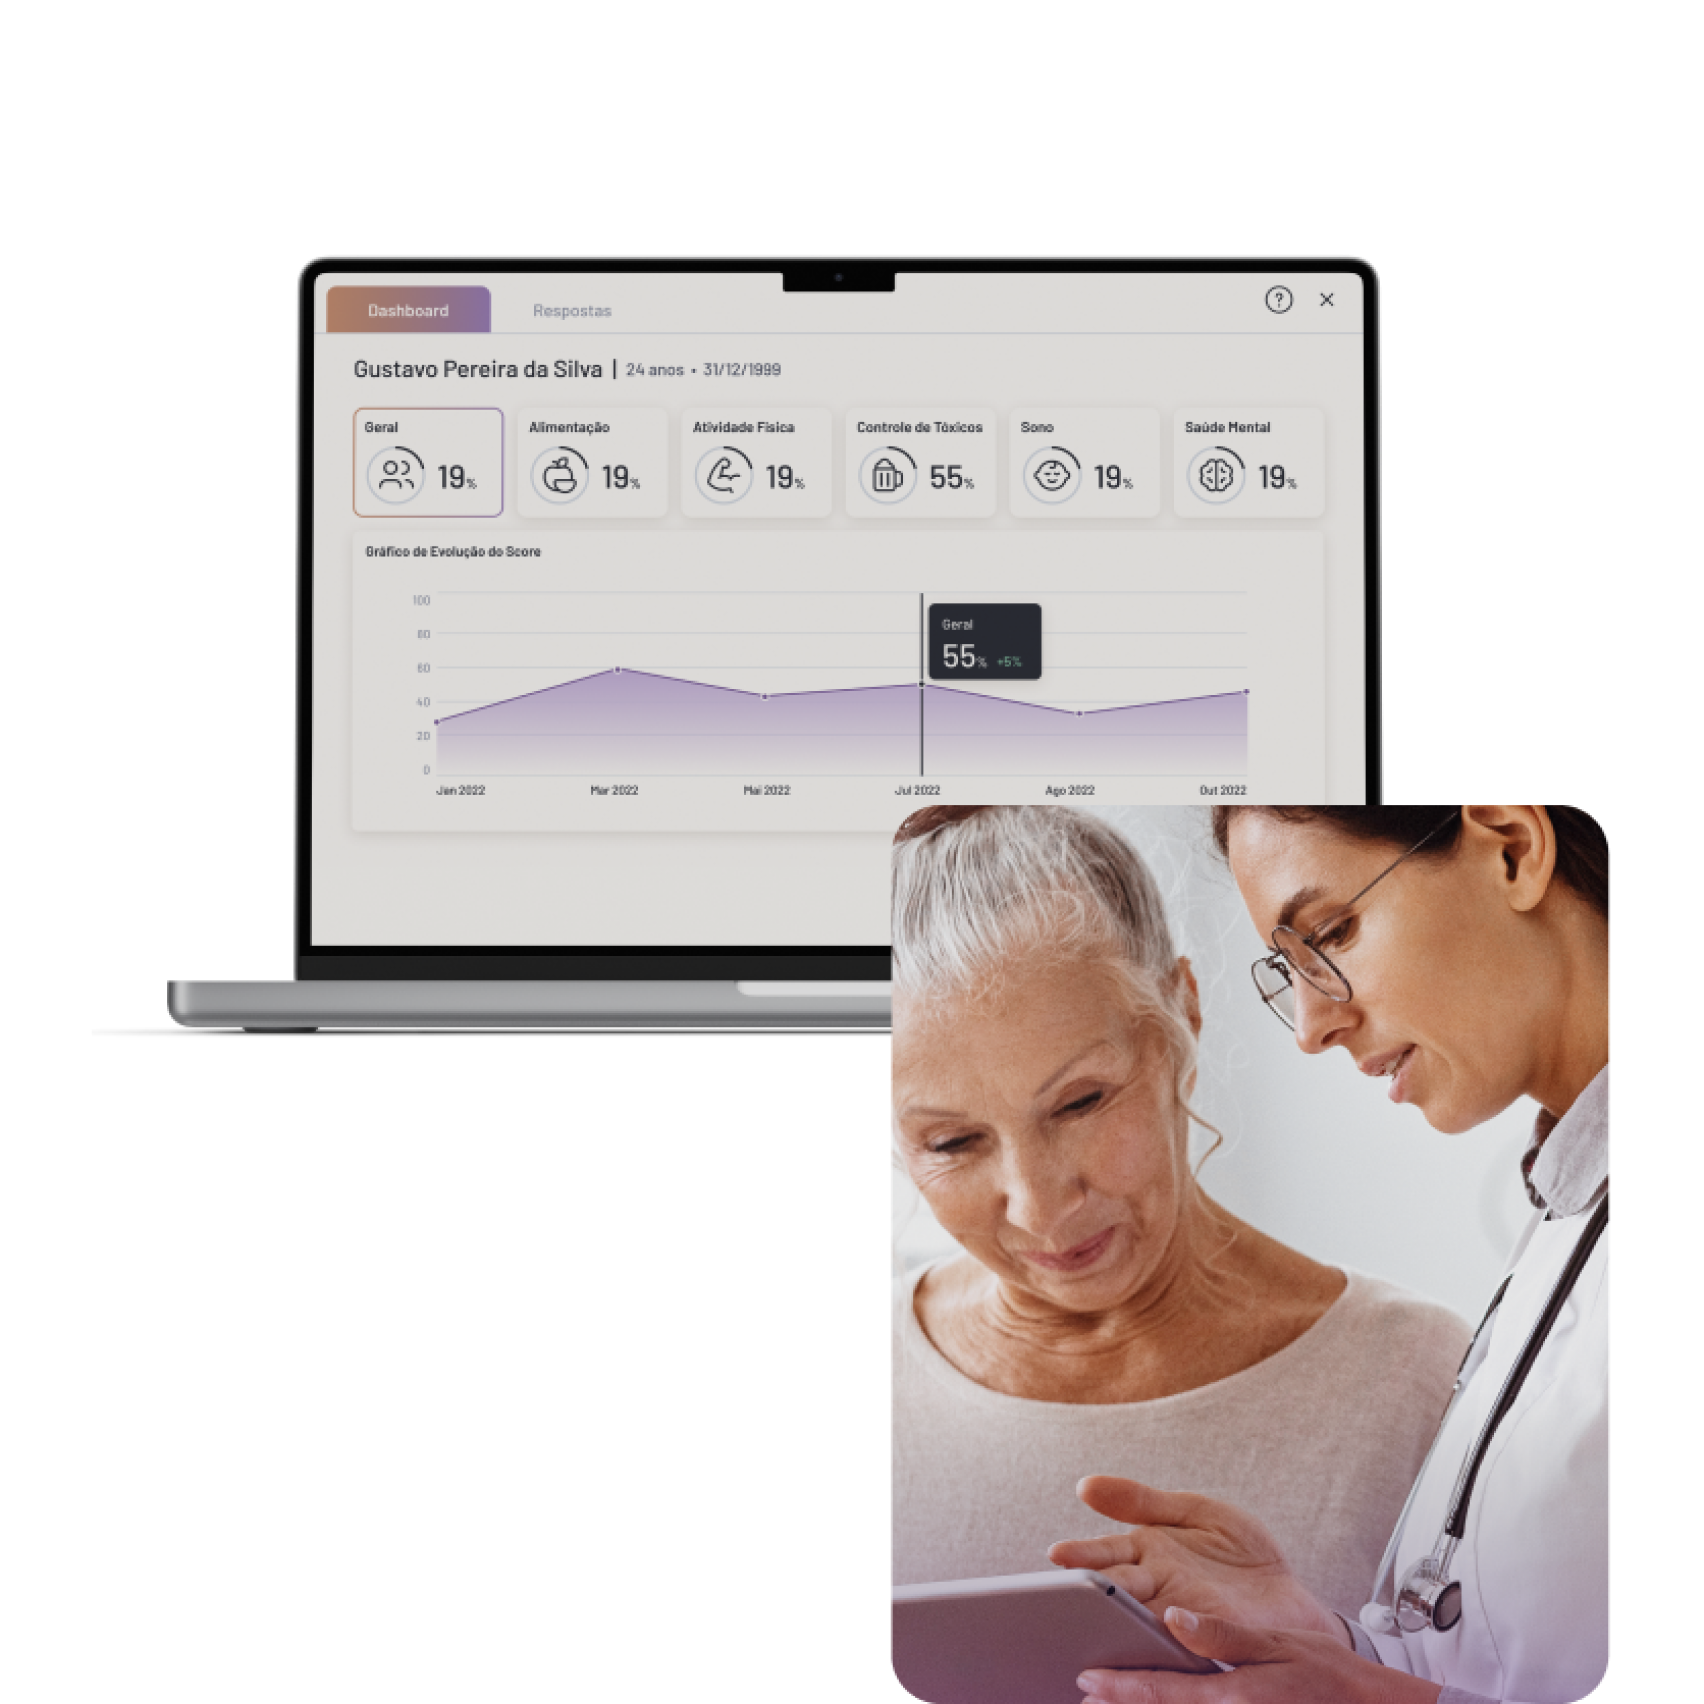 Dashboard
Respostas
?
Gustavo Pereira da Silva | 24 anos • 31/12/1999
Geral
19%
Alimentação
19%
Atividade Física
19%
Controle de Tóxicos
55%
Sono
19%
Saúde Mental
19%
Gráfico de Evolução do Score
100
80
60
40
20
0
Geral
55% +5%
Jan 2022
Mar 2022
Mai 2022
Jul 2022
Ago 2022
Out 2022